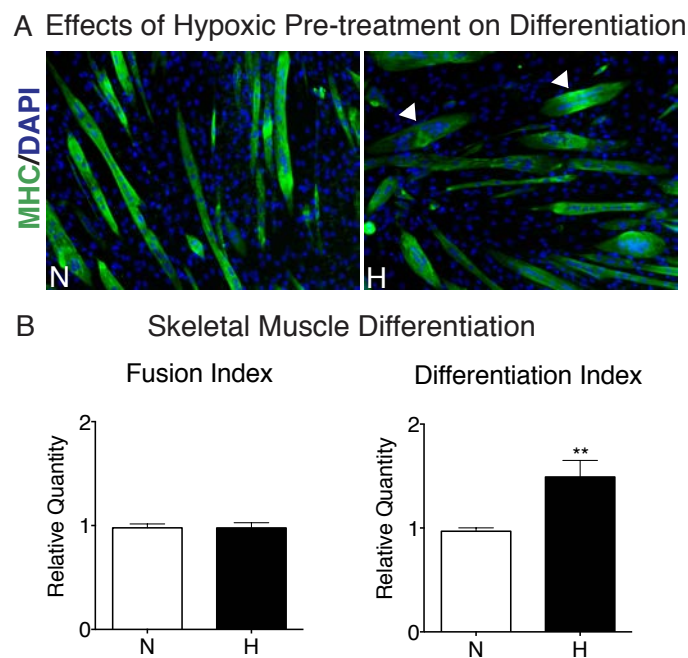 A Effects of Hypoxic Pre-treatment on Differentiation
MHC/DAPI
N
H
B Skeletal Muscle Differentiation
Fusion Index
Relative Quantity
2
1
0
N
H
Differentiation Index
Relative Quantity
2
1
0
**
N
H